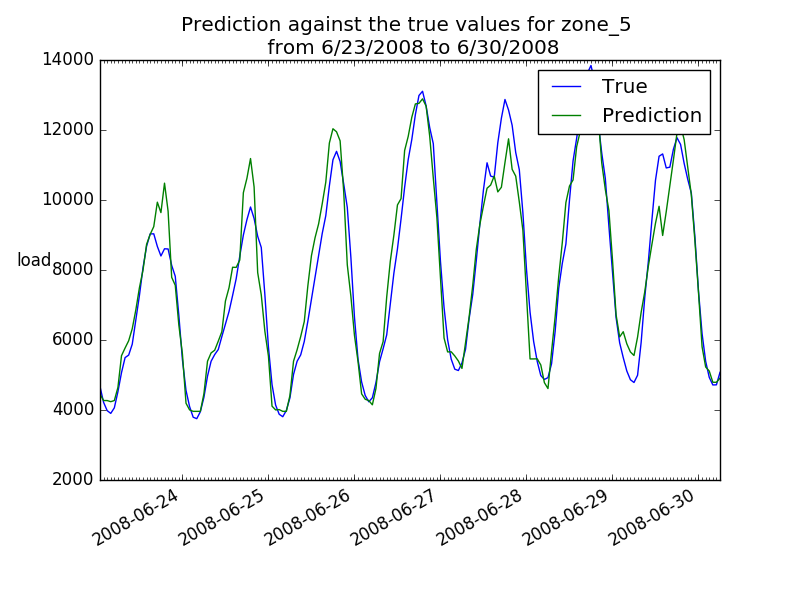 Prediction against the true values for zone_5
from 6/23/2008 to 6/30/2008
14000
12000
10000
8000
6000
4000
2000
load
True
Prediction
2008-06-24
2008-06-25
2008-06-26
2008-06-27
2008-06-28
2008-06-29
2008-06-30